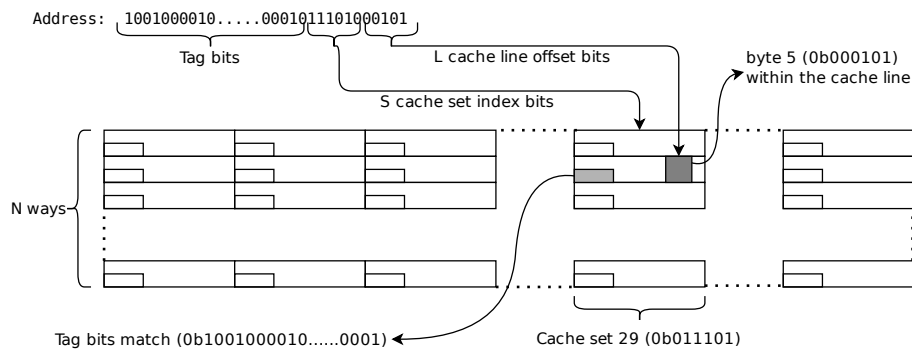 Address: 1001000010.....0001011101000101
Tag bits
L cache line offset bits
byte 5 (0b000101)
within the cache line
S cache set index bits
N ways
Tag bits match (0b1001000010......0001)
Cache set 29 (0b011101)